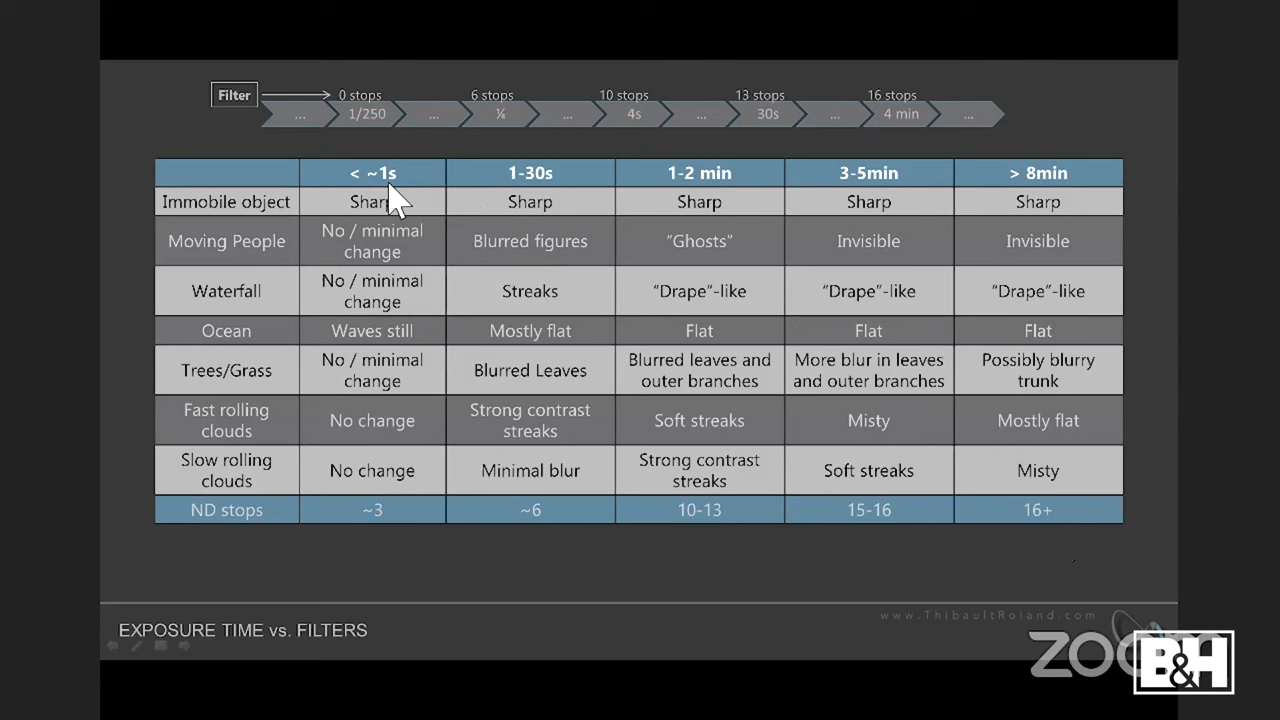 Filter 0 stops 6 stops 10 stops 13 stops 16 stops
... 1/250 ... ¼ ... 4s ... 30s ... 4 min ...
< ~1s 1-30s 1-2 min 3-5min > 8min
Immobile object Sharp Sharp Sharp Sharp Sharp
Moving People No / minimal change Blurred figures "Ghosts" Invisible Invisible
Waterfall No / minimal change Streaks "Drape"-like "Drape"-like "Drape"-like
Ocean Waves still Mostly flat Flat Flat Flat
Trees/Grass No / minimal change Blurred Leaves Blurred leaves and outer branches More blur in leaves and outer branches Possibly blurry trunk
Fast rolling clouds No change Strong contrast streaks Soft streaks Misty Mostly flat
Slow rolling clouds No change Minimal blur Strong contrast streaks Soft streaks Misty
ND stops ~3 ~6 10-13 15-16 16+
www.ThibaultRoland.com
EXPOSURE TIME vs. FILTERS
zoom
B&H